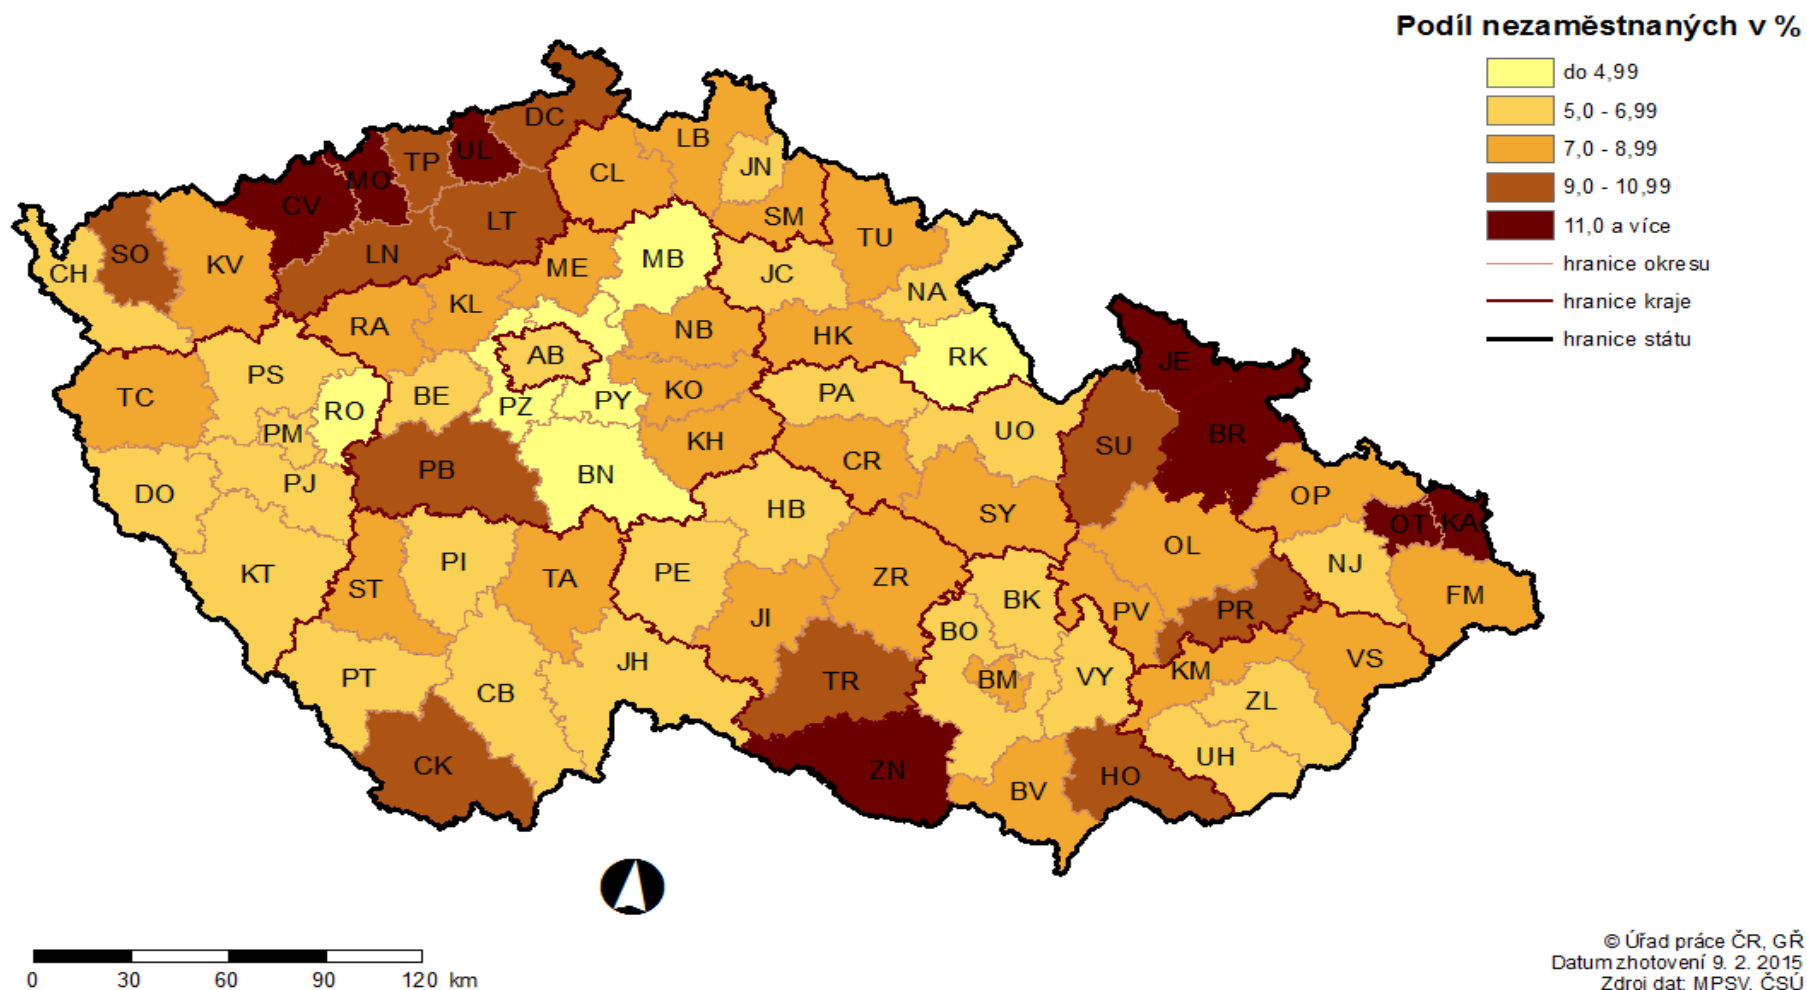 Podíl nezaměstnaných v %
do 4,99
5,0 - 6,99
7,0 - 8,99
9,0 - 10,99
11,0 a více
hranice okresu
hranice kraje
hranice státu
DC
UL
TP
LB
MO
CL
JN
CV
LT
SM
SO
LN
TU
KV
CH
ME
MB
JC
NA
KL
RA
NB
HK
AB
RK
JE
PS
TC
BE
KO
PA
RO
PZ
PY
PM
KH
UO
BR
SU
PB
CR
BN
PJ
DO
HB
SY
OP
OT
KA
OL
PI
KT
ST
TA
PE
ZR
NJ
BK
FM
JI
BO
PV
PR
JH
VS
PT
CB
TR
BM
VY
KM
ZL
CK
ZN
UH
BV
HO
0 30 60 90 120 km
© Úřad práce ČR, GŘ
Datum zhotovení 9. 2. 2015
Zdroj dat: MPSV, ČSÚ